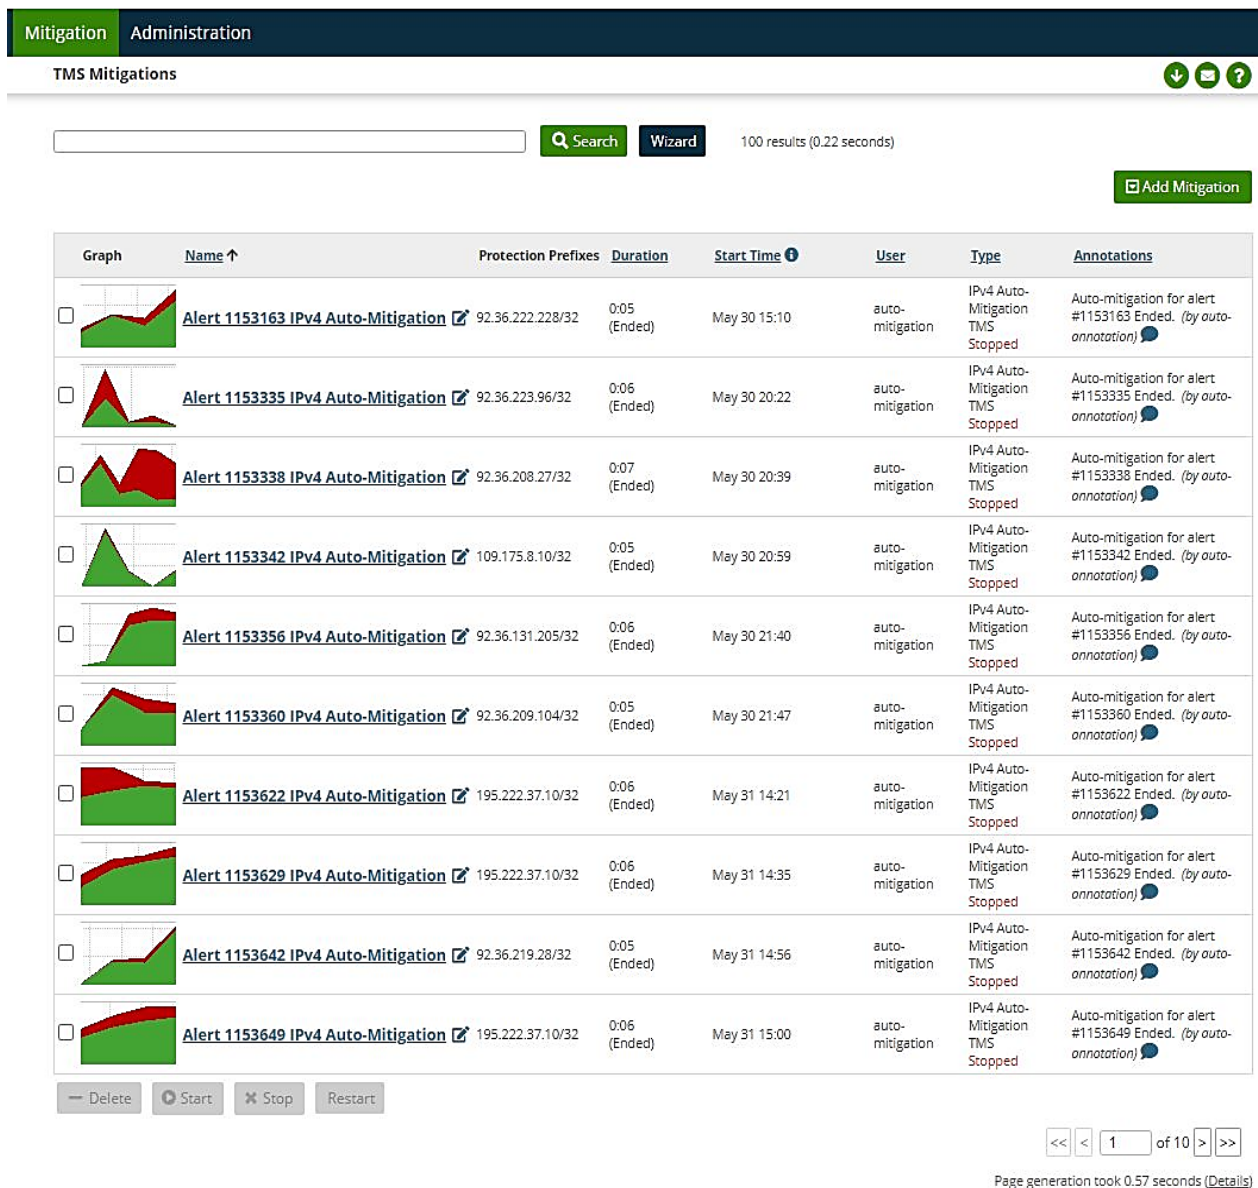 Mitigation Administration
TMS Mitigations
Search Wizard 100 results (0.22 seconds)
Add Mitigation
Graph Name Protection Prefixes Duration Start Time User Type Annotations
Alert 1153163 IPv4 Auto-Mitigation 92.36.222.228/32 0:05 (Ended) May 30 15:10 auto-mitigation IPv4 Auto-Mitigation TMS Stopped Auto-mitigation for alert #1153163 Ended. (by auto-annotation)
Alert 1153335 IPv4 Auto-Mitigation 92.36.223.96/32 0:06 (Ended) May 30 20:22 auto-mitigation IPv4 Auto-Mitigation TMS Stopped Auto-mitigation for alert #1153335 Ended. (by auto-annotation)
Alert 1153338 IPv4 Auto-Mitigation 92.36.208.27/32 0:07 (Ended) May 30 20:39 auto-mitigation IPv4 Auto-Mitigation TMS Stopped Auto-mitigation for alert #1153338 Ended. (by auto-annotation)
Alert 1153342 IPv4 Auto-Mitigation 109.175.8.10/32 0:05 (Ended) May 30 20:59 auto-mitigation IPv4 Auto-Mitigation TMS Stopped Auto-mitigation for alert #1153342 Ended. (by auto-annotation)
Alert 1153356 IPv4 Auto-Mitigation 92.36.131.205/32 0:06 (Ended) May 30 21:40 auto-mitigation IPv4 Auto-Mitigation TMS Stopped Auto-mitigation for alert #1153356 Ended. (by auto-annotation)
Alert 1153360 IPv4 Auto-Mitigation 92.36.209.104/32 0:05 (Ended) May 30 21:47 auto-mitigation IPv4 Auto-Mitigation TMS Stopped Auto-mitigation for alert #1153360 Ended. (by auto-annotation)
Alert 1153622 IPv4 Auto-Mitigation 195.222.37.10/32 0:06 (Ended) May 31 14:21 auto-mitigation IPv4 Auto-Mitigation TMS Stopped Auto-mitigation for alert #1153622 Ended. (by auto-annotation)
Alert 1153629 IPv4 Auto-Mitigation 195.222.37.10/32 0:06 (Ended) May 31 14:35 auto-mitigation IPv4 Auto-Mitigation TMS Stopped Auto-mitigation for alert #1153629 Ended. (by auto-annotation)
Alert 1153642 IPv4 Auto-Mitigation 92.36.219.28/32 0:05 (Ended) May 31 14:56 auto-mitigation IPv4 Auto-Mitigation TMS Stopped Auto-mitigation for alert #1153642 Ended. (by auto-annotation)
Alert 1153649 IPv4 Auto-Mitigation 195.222.37.10/32 0:06 (Ended) May 31 15:00 auto-mitigation IPv4 Auto-Mitigation TMS Stopped Auto-mitigation for alert #1153649 Ended. (by auto-annotation)
Delete Start Stop Restart
<< < 1 of 10 > >>
Page generation took 0.57 seconds (Details)